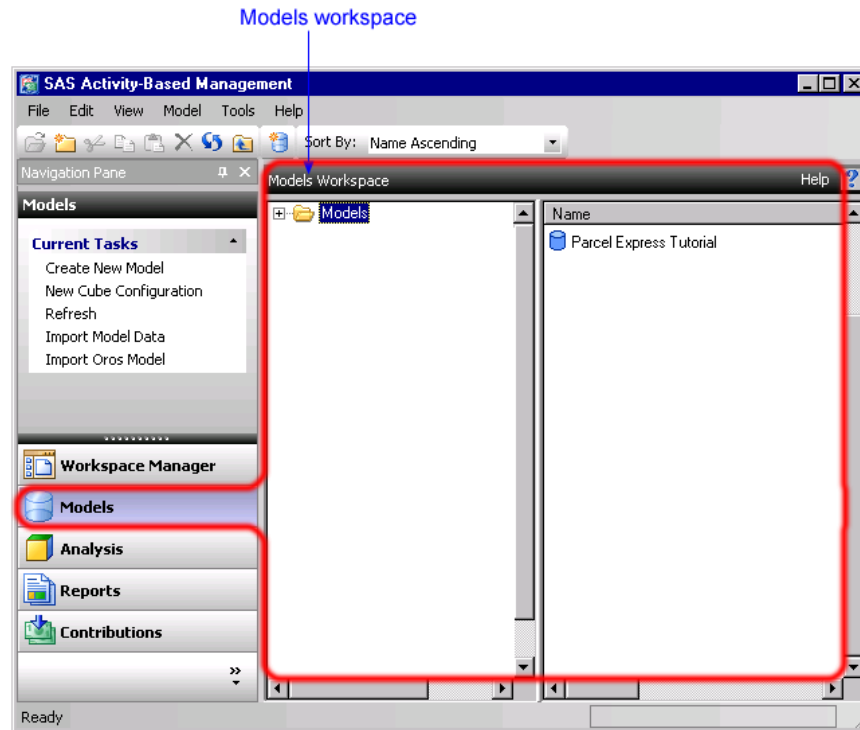 Models workspace
SAS Activity-Based Management
File Edit View Model Tools Help
Sort By: Name Ascending
Navigation Pane
Models Workspace Help ?
Models
Models
Name
Current Tasks
Parcel Express Tutorial
Create New Model
New Cube Configuration
Refresh
Import Model Data
Import Oros Model
Workspace Manager
Models
Analysis
Reports
Contributions
Ready